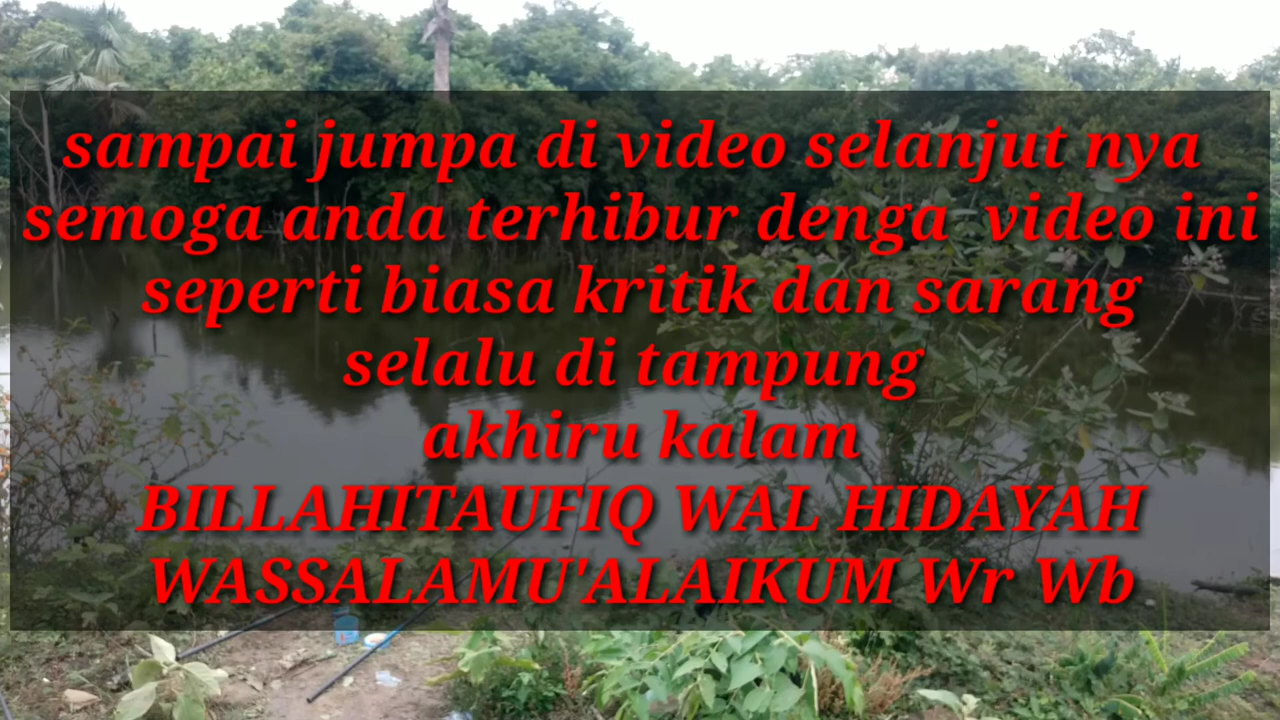 sampai jumpa di video selanjut nya
semoga anda terhibur denga video ini
seperti biasa kritik dan sarang
selalu di tampung
akhiru kalam
BILLAHITAUFIQ WAL HIDAYAH
WASSALAMU'ALAIKUM Wr Wb